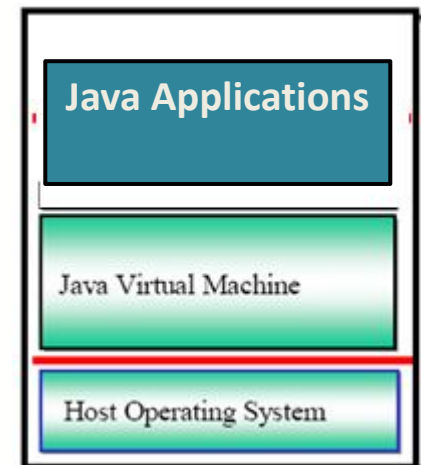 Java Applications
Java Virtual Machine
Host Operating System